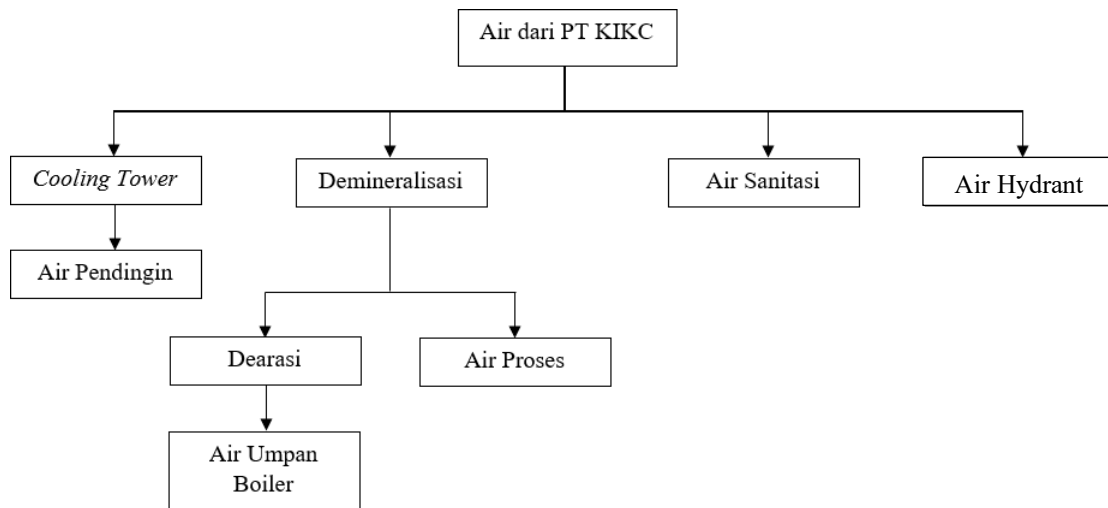 Air dari PT KIKC
Cooling Tower
Demineralisasi
Air Sanitasi
Air Hydrant
Air Pendingin
Dearasi
Air Proses
Air Umpan
Boiler